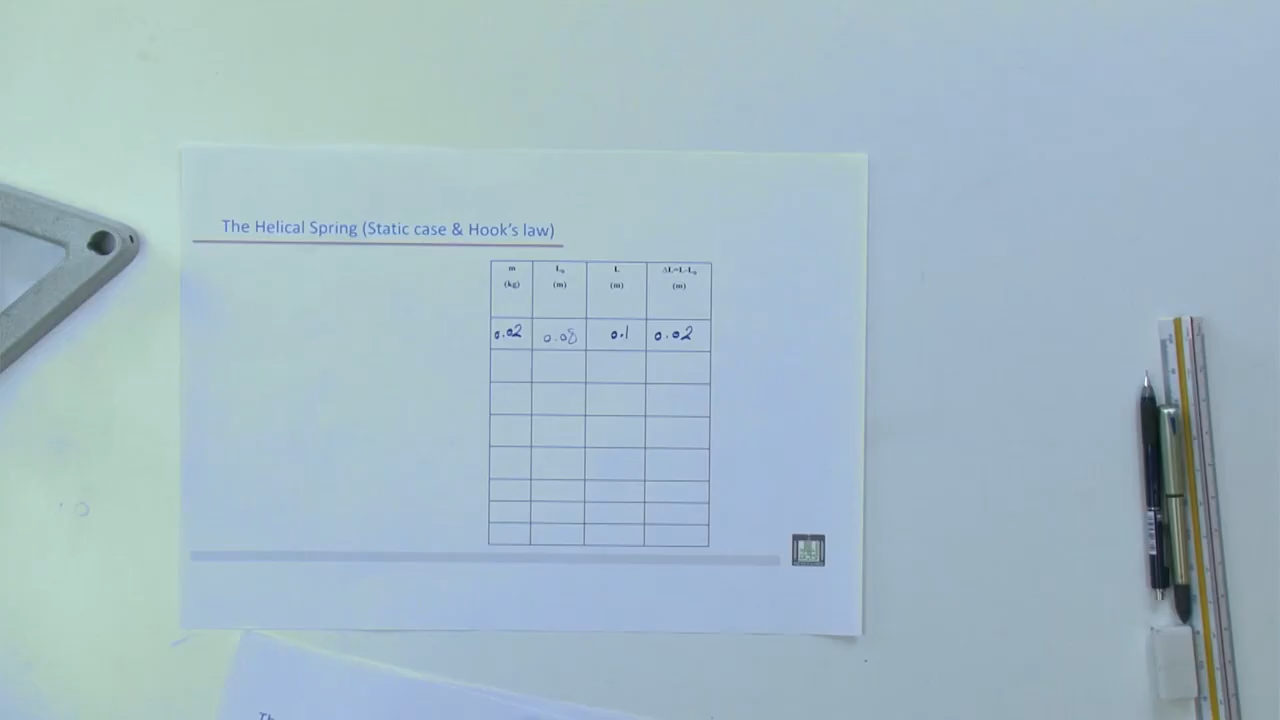 The Helical Spring (Static case & Hook's law)
m L₀ L ΔL=L-L₀
(kg) (m) (m) (m)
0.02 0.08 0.1 0.02
Th